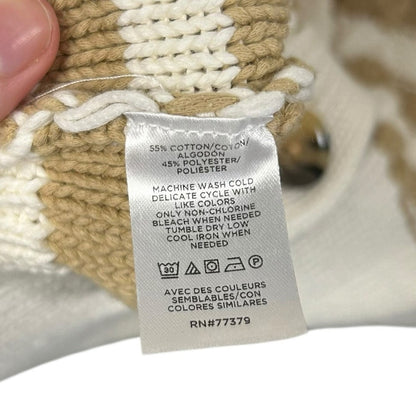 55% COTTON/COTON/
ALGODÓN
45% POLYESTER/
POLIÉSTER
MACHINE WASH COLD
DELICATE CYCLE WITH
LIKE COLORS
ONLY NON-CHLORINE
BLEACH WHEN NEEDED
TUMBLE DRY LOW
COOL IRON WHEN
NEEDED
30 P
AVEC DES COULEURS
SEMBLABLES/CON
COLORES SIMILARES
RN#77379